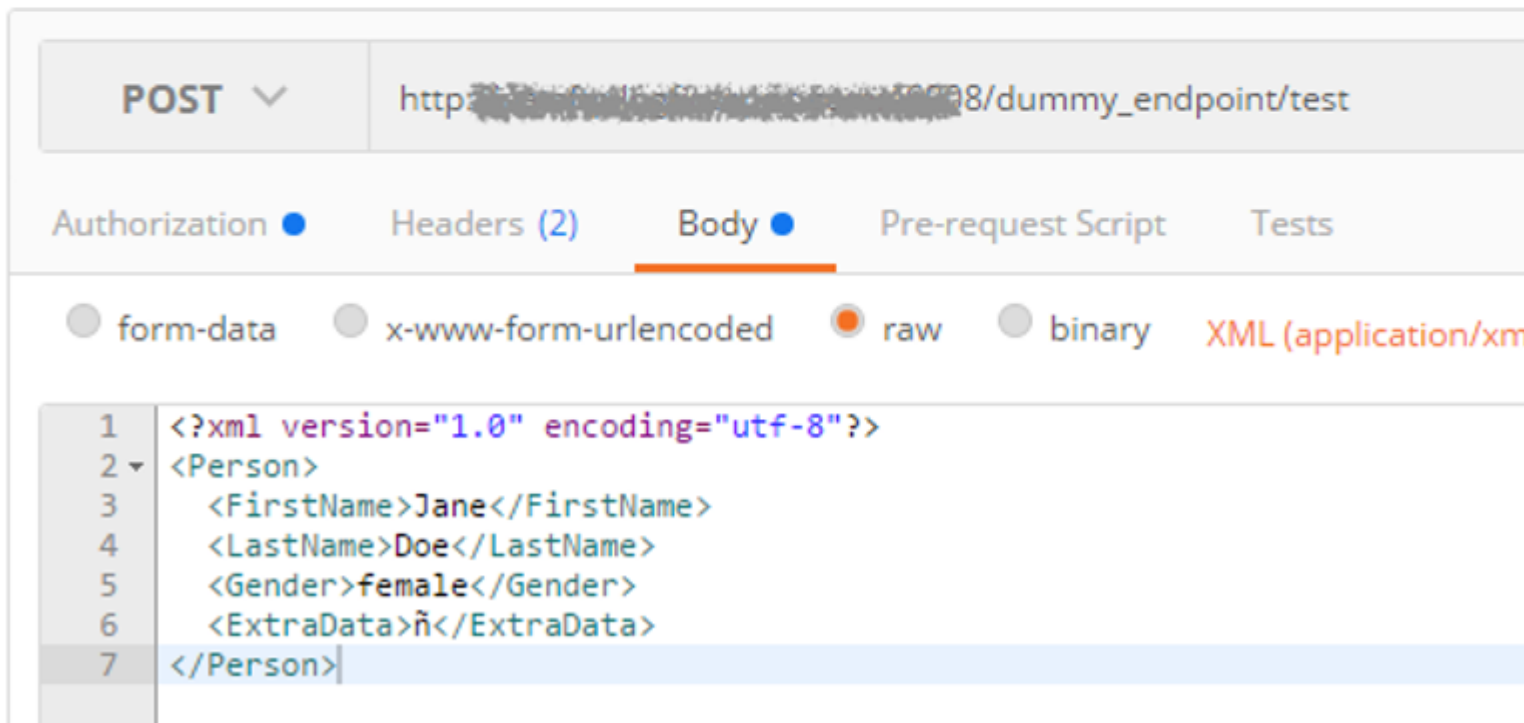 POST http 8/dummy_endpoint/test
Authorization Headers (2) Body Pre-request Script Tests
form-data x-www-form-urlencoded raw binary XML (application/xm
1 <?xml version="1.0" encoding="utf-8"?>
2 <Person>
3 <FirstName>Jane</FirstName>
4 <LastName>Doe</LastName>
5 <Gender>female</Gender>
6 <ExtraData>ñ</ExtraData>
7 </Person>